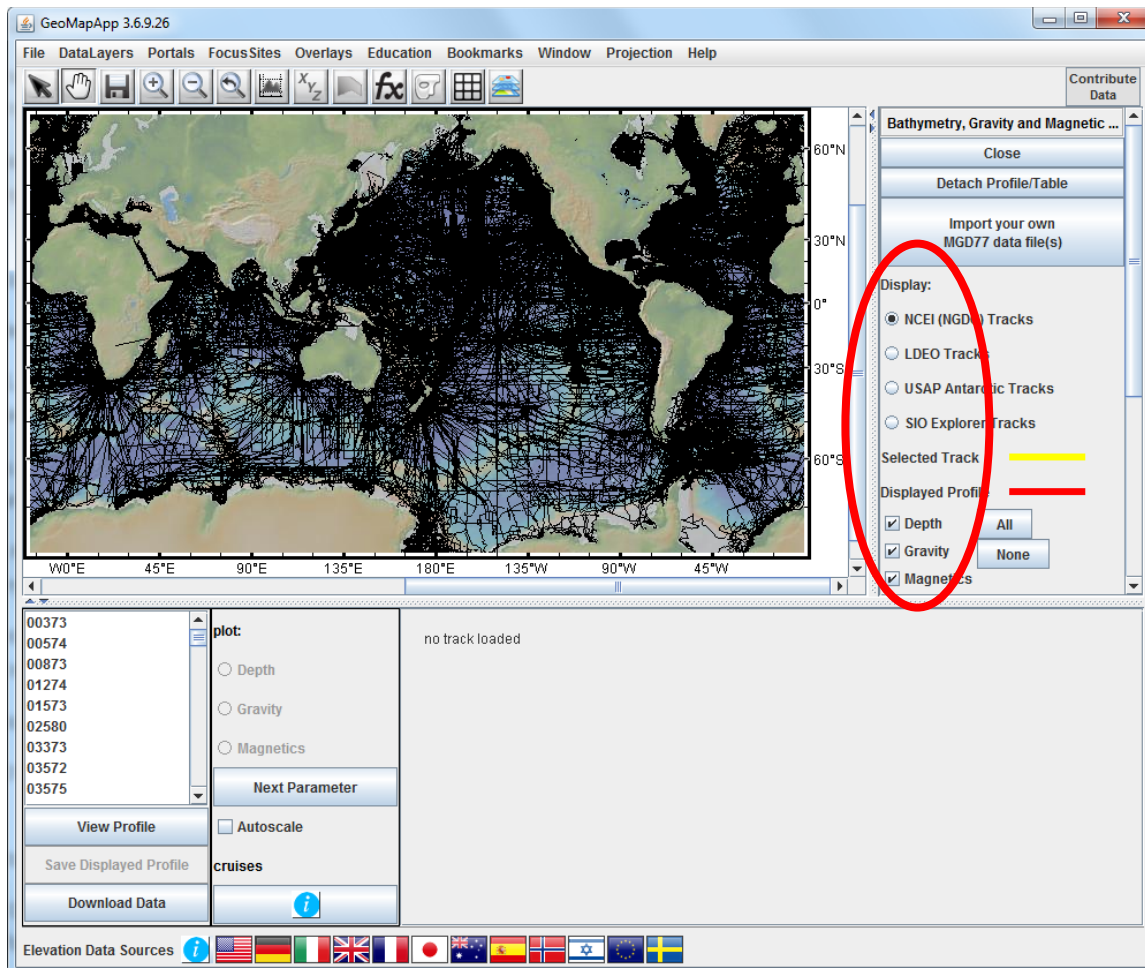 GeoMapApp 3.6.9.26
File DataLayers Portals FocusSites Overlays Education Bookmarks Window Projection Help
X Y Z
fx
Contribute
Data
60°N
30°N
0°
30°S
60°S
0°E 45°E 90°E 135°E 180°E 135°W 90°W 45°W
Bathymetry, Gravity and Magnetic ...
Close
Detach Profile/Table
Import your own
MGD77 data file(s)
Display:
NCEI (NGDC) Tracks
LDEO Tracks
USAP Antarctic Tracks
SIO Explorer Tracks
Selected Track
Displayed Profile
Depth All
Gravity None
Magnetics
00373
00574
00873
01274
01573
02580
03373
03572
03575
View Profile
Save Displayed Profile
Download Data
plot:
Depth
Gravity
Magnetics
Next Parameter
Autoscale
cruises
i
no track loaded
Elevation Data Sources i